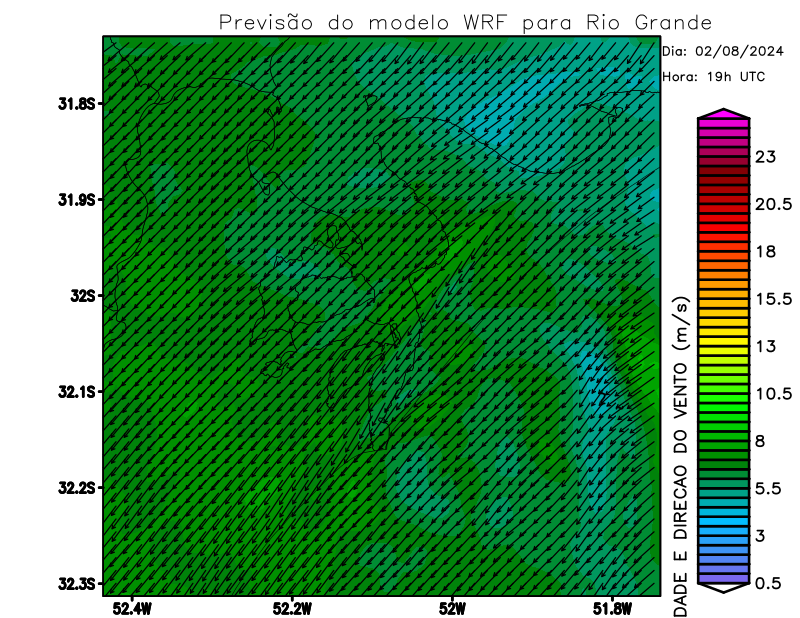 Previsão do modelo WRF para Rio Grande
Dia: 02/08/2024
Hora: 19h UTC
31.8S
31.9S
32S
32.1S
32.2S
32.3S
52.4W
52.2W
52W
51.8W
DADE E DIRECAO DO VENTO (m/s)
23
20.5
18
15.5
13
10.5
8
5.5
3
0.5